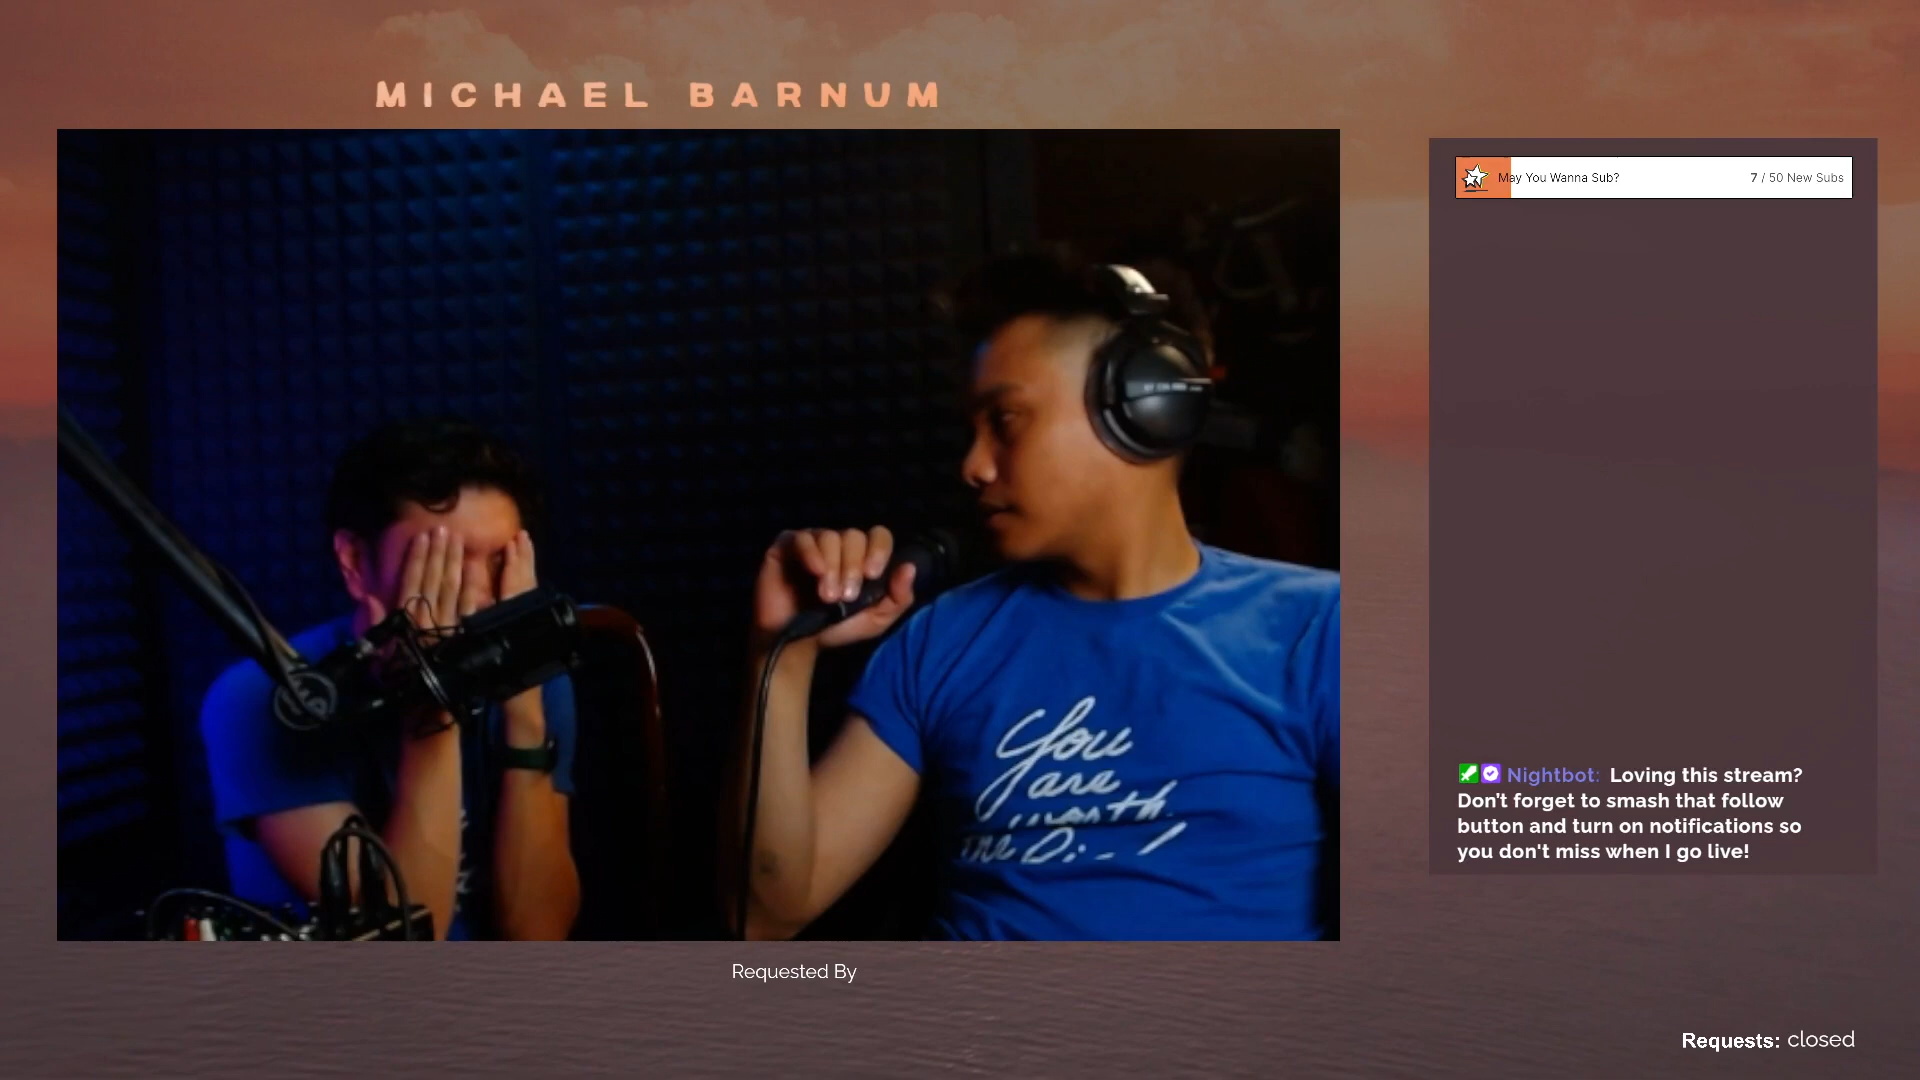 MICHAEL BARNUM
May You Wanna Sub?
7 / 50 New Subs
You
are
worth
the
Nightbot: Loving this stream?
Don't forget to smash that follow
button and turn on notifications so
you don't miss when I go live!
Requested By
Requests: closed